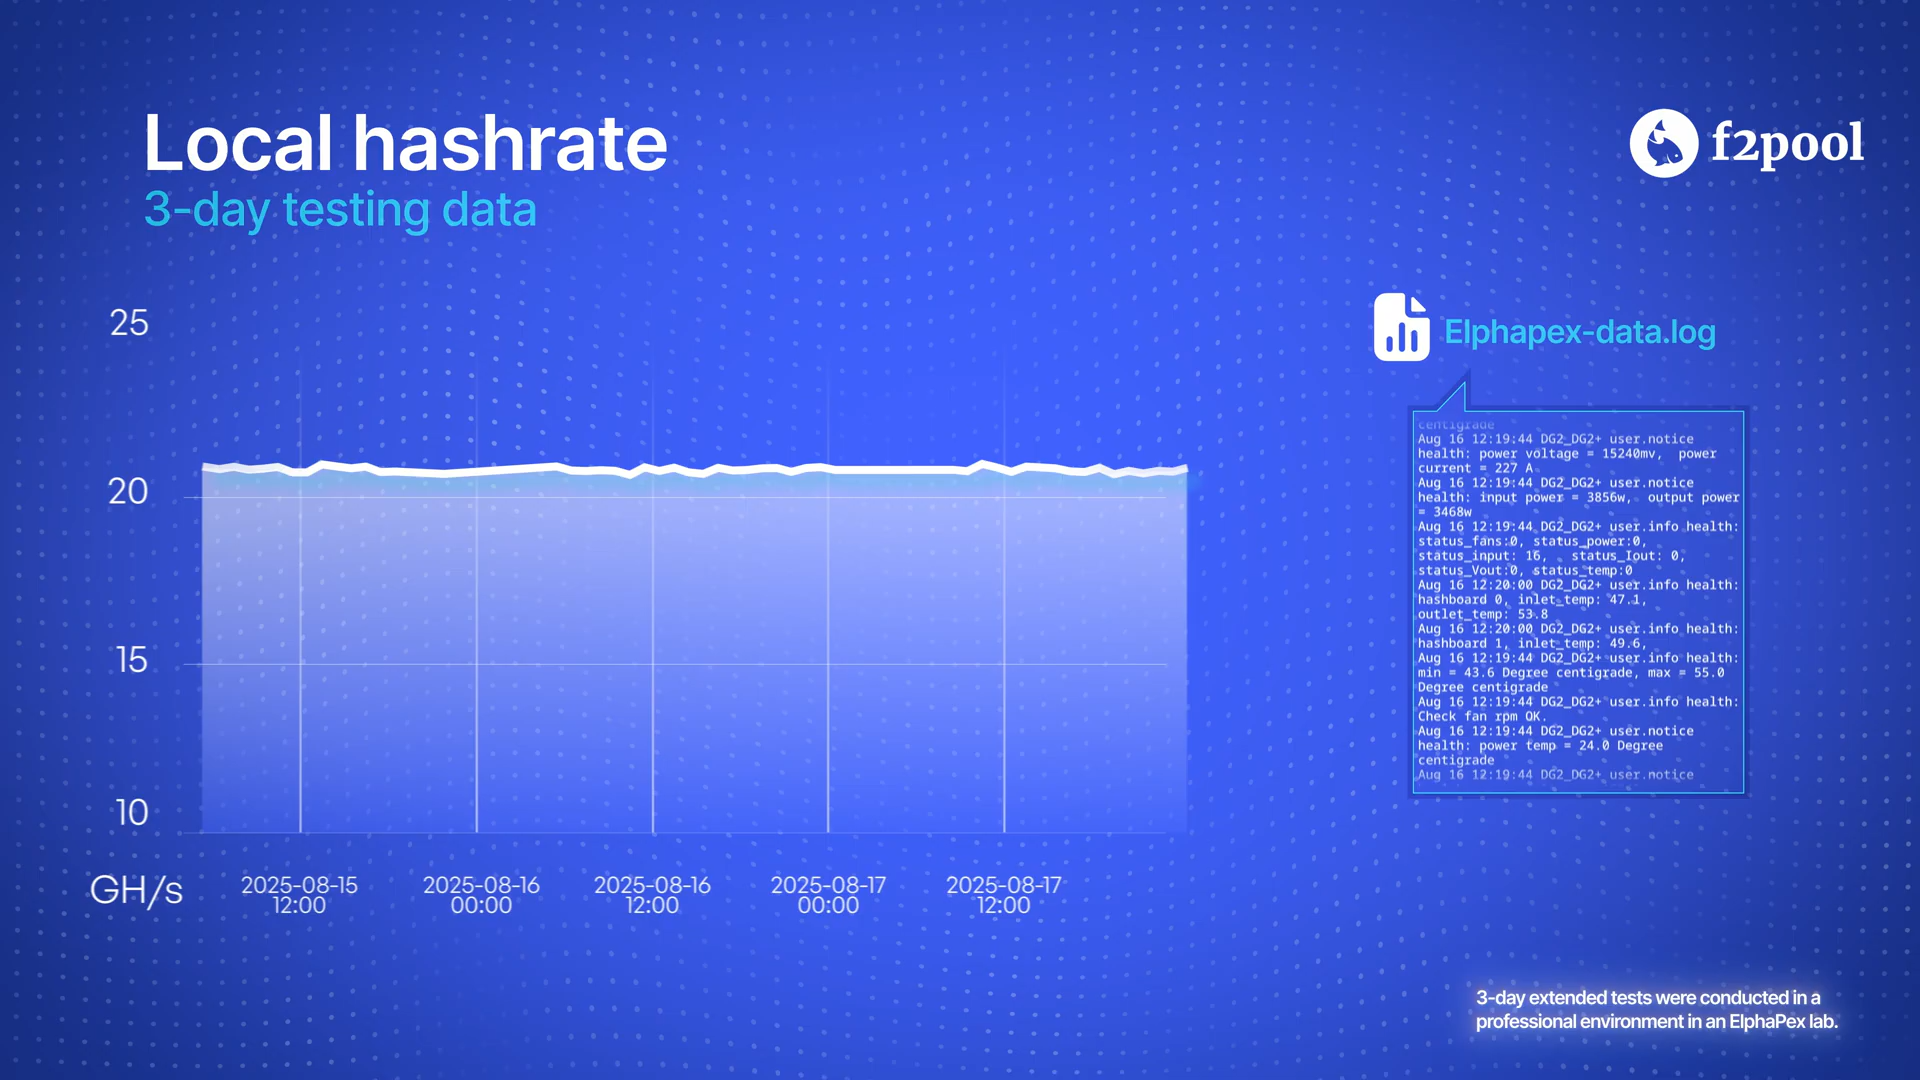 Local hashrate
3-day testing data
f2pool
25
20
15
10
GH/s
2025-08-15
12:00
2025-08-16
00:00
2025-08-16
12:00
2025-08-17
00:00
2025-08-17
12:00
Elphapex-data.log
centigrade
Aug 16 12:19:44 DG2_DG2+ user.notice
health: power voltage = 15240mv,  power
current = 227 A
Aug 16 12:19:44 DG2_DG2+ user.notice
health: input power = 3856w,  output power
= 3468w
Aug 16 12:19:44 DG2_DG2+ user.info health:
status_fans:0, status_power:0,
status_input: 16,   status_Iout: 0,
status_Vout:0, status_temp:0
Aug 16 12:20:00 DG2_DG2+ user.info health:
hashboard 0, inlet_temp: 47.1,
outlet_temp: 53.8
Aug 16 12:20:00 DG2_DG2+ user.info health:
hashboard 1, inlet_temp: 49.6,
Aug 16 12:19:44 DG2_DG2+ user.info health:
min = 43.6 Degree centigrade, max = 55.0
Degree centigrade
Aug 16 12:19:44 DG2_DG2+ user.info health:
Check fan rpm OK.
Aug 16 12:19:44 DG2_DG2+ user.notice
health: power temp = 24.0 Degree
centigrade
Aug 16 12:19:44 DG2_DG2+ user.notice
3-day extended tests were conducted in a
professional environment in an ElphaPex lab.